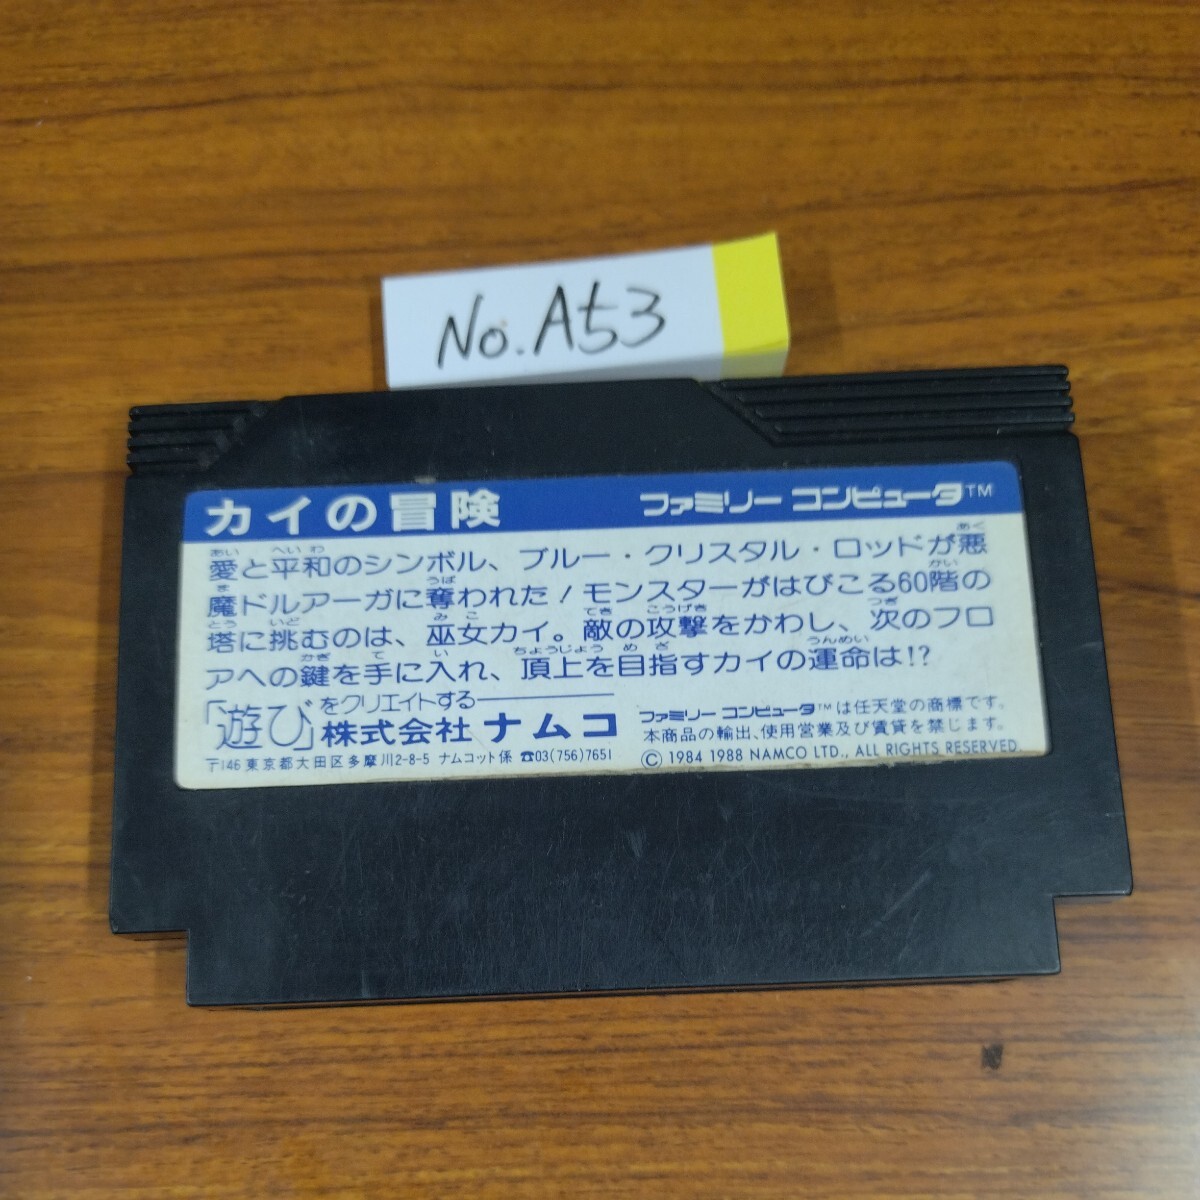 No.A53
カイの冒険 ファミリー コンピュータ™
愛と平和のシンボル、ブルー・クリスタル・ロッドが悪
魔ドルアーガに奪われた！モンスターがはびこる60階の
塔に挑むのは、巫女カイ。敵の攻撃をかわし、次のフロ
アへの鍵を手に入れ、頂上を目指すカイの運命は!?
「遊び」をクリエイトする
株式会社 ナムコ
〒146 東京都大田区多摩川2-8-5 ナムコット係 ☎03(756)7651
ファミリー コンピュータ™は任天堂の商標です。
本商品の輸出、使用営業及び賃貸を禁じます。
© 1984 1988 NAMCO LTD., ALL RIGHTS RESERVED.